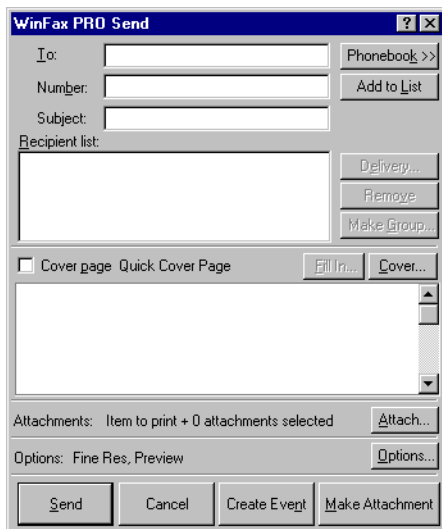 WinFax PRO Send
To: Phonebook >>
Number: Add to List
Subject:
Recipient list:
Delivery...
Remove
Make Group...
Cover page Quick Cover Page Fill In... Cover...
Attachments: Item to print + 0 attachments selected Attach...
Options: Fine Res, Preview Options...
Send Cancel Create Event Make Attachment